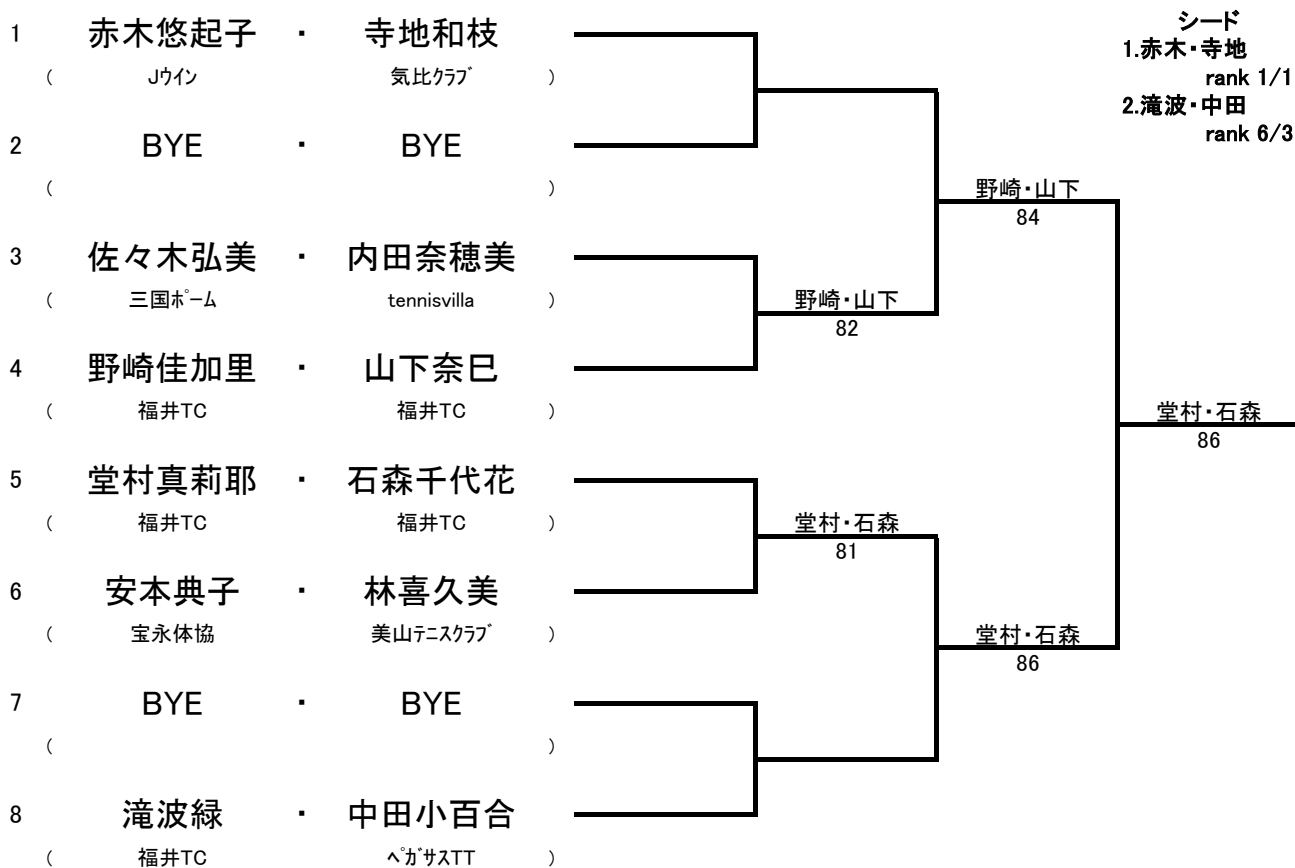 シード
1.赤木・寺地
rank 1/1
2.滝波・中田
rank 6/3
1 赤木悠起子 ・ 寺地和枝
( Jウイン 気比クラブ )
2 BYE ・ BYE
( )
野崎・山下
84
3 佐々木弘美 ・ 内田奈穂美
( 三国ポーム tennisvilla )
野崎・山下
82
4 野崎佳加里 ・ 山下奈巳
( 福井TC 福井TC )
堂村・石森
86
5 堂村真莉耶 ・ 石森千代花
( 福井TC 福井TC )
堂村・石森
81
6 安本典子 ・ 林喜久美
( 宝永体協 美山テニスクラブ )
堂村・石森
86
7 BYE ・ BYE
( )
8 滝波緑 ・ 中田小百合
( 福井TC ペガサスTT )